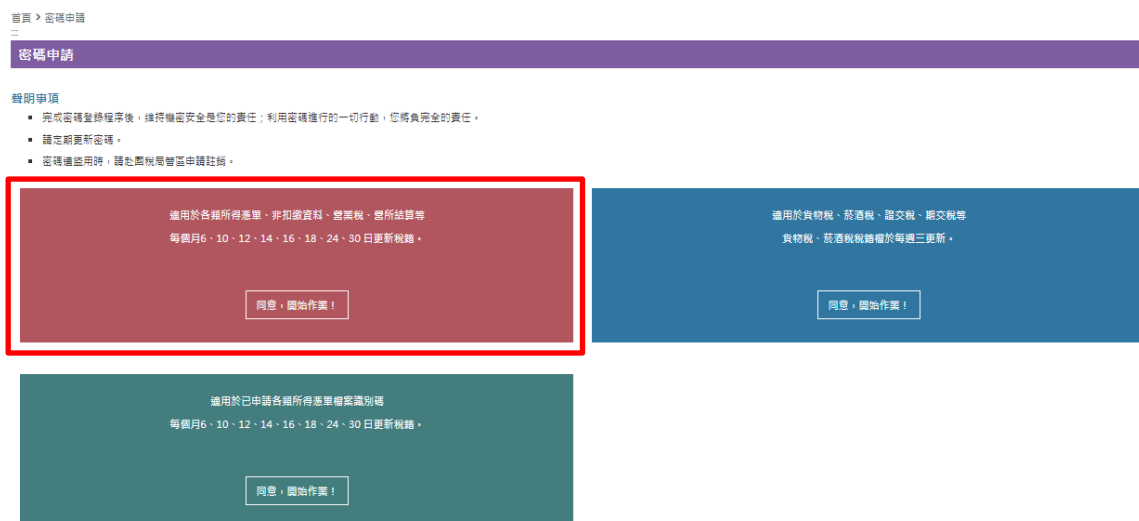 首頁 > 密碼申請
:::
密碼申請
聲明事項
▪ 完成密碼登錄程序後，維持機密安全是您的責任；利用密碼進行的一切行動，您將負完全的責任。
▪ 請定期更新密碼。
▪ 密碼遭盜用時，請赴國稅局管區申請註銷。
適用於各類所得憑單、非扣繳資料、營業稅、營所結算等
每個月6、10、12、14、16、18、24、30 日更新稅籍。
同意，開始作業！
適用於貨物稅、菸酒稅、證交稅、期交稅等
貨物稅、菸酒稅稅籍檔於每週三更新。
同意，開始作業！
適用於已申請各類所得憑單檔案識別碼
每個月6、10、12、14、16、18、24、30 日更新稅籍。
同意，開始作業！